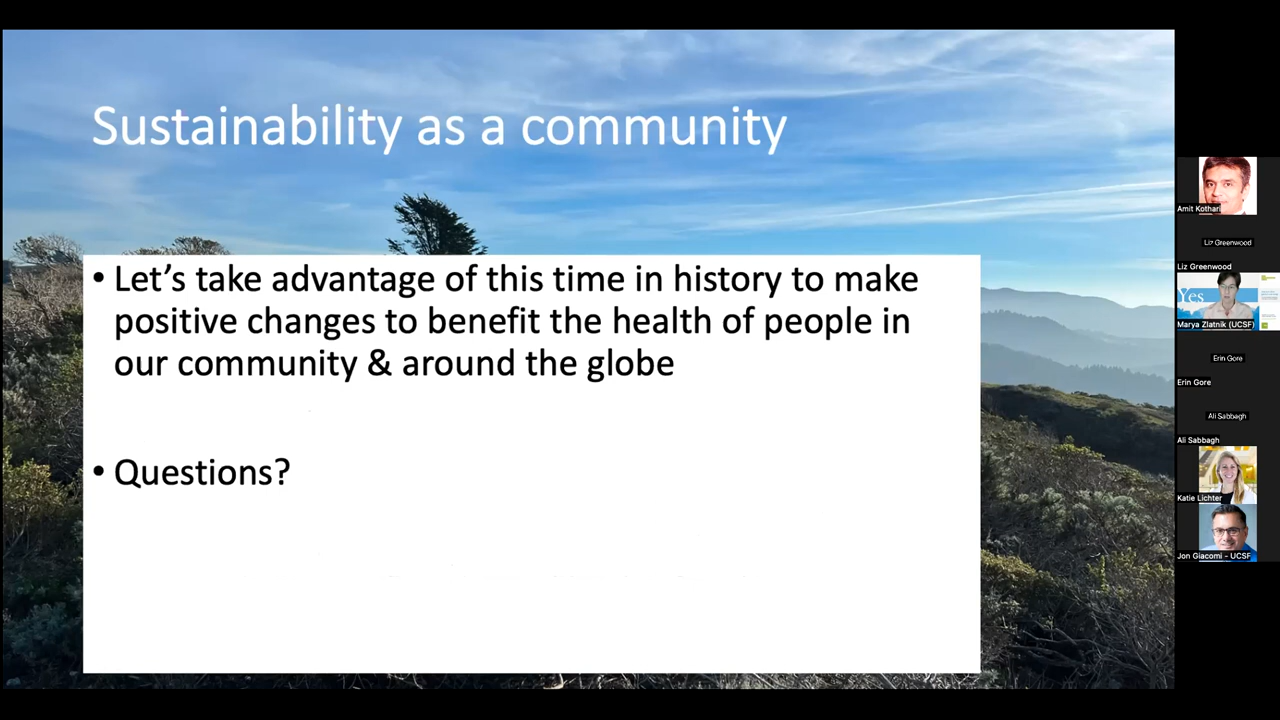 Sustainability as a community
• Let's take advantage of this time in history to make
positive changes to benefit the health of people in
our community & around the globe
• Questions?
Amit Kothari
Liz Greenwood
Liz Greenwood
Yes
Marya Zlatnik (UCSF)
Erin Gore
Erin Gore
Ali Sabbagh
Ali Sabbagh
Katie Lichter
Jon Giacomi - UCSF